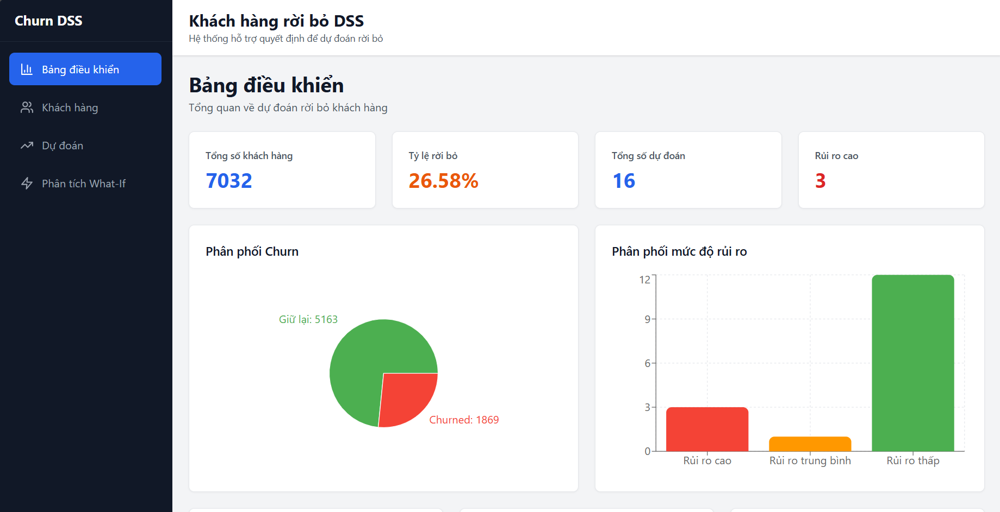 Churn DSS
Bảng điều khiển
Khách hàng
Dự đoán
Phân tích What-If
Khách hàng rời bỏ DSS
Hệ thống hỗ trợ quyết định để dự đoán rời bỏ
Bảng điều khiển
Tổng quan về dự đoán rời bỏ khách hàng
Tổng số khách hàng
7032
Tỷ lệ rời bỏ
26.58%
Tổng số dự đoán
16
Rủi ro cao
3
Phân phối Churn
Giữ lại: 5163
Churned: 1869
Phân phối mức độ rủi ro
12
9
6
3
0
Rủi ro cao
Rủi ro trung bình
Rủi ro thấp